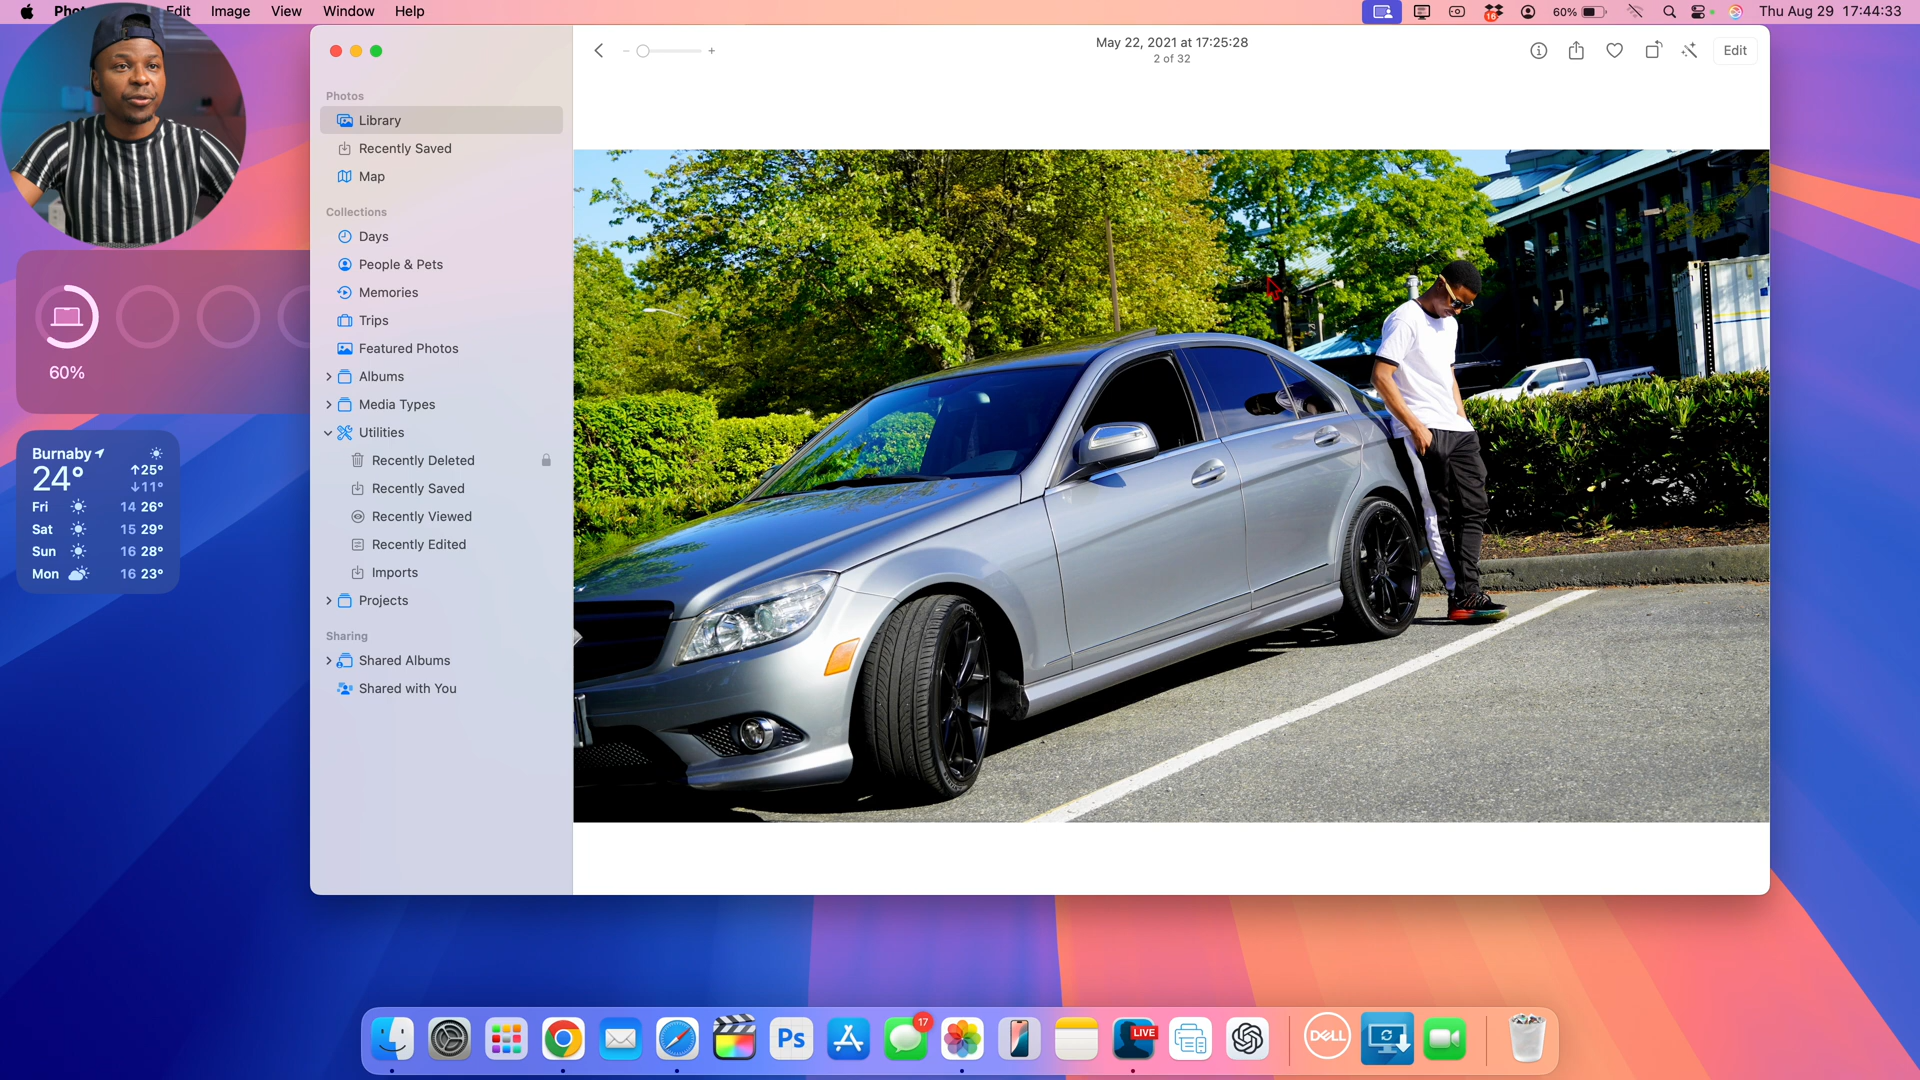 Phot Edit Image View Window Help
16 60% Thu Aug 29 17:44:33
May 22, 2021 at 17:25:28
2 of 32
Edit
Photos
Library
Recently Saved
Map
Collections
Days
People & Pets
Memories
Trips
Featured Photos
Albums
Media Types
Utilities
Recently Deleted
Recently Saved
Recently Viewed
Recently Edited
Imports
Projects
Sharing
Shared Albums
Shared with You
60%
Burnaby
24° ↑25°
↓11°
Fri 14 26°
Sat 15 29°
Sun 16 28°
Mon 16 23°
Ps 17 LIVE DELL